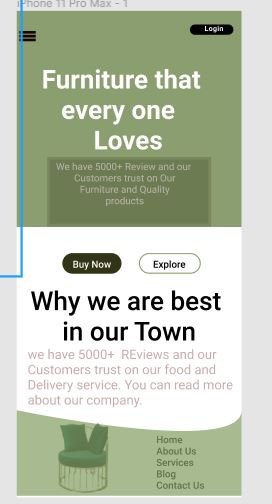 iPhone 11 Pro Max - 1
Login
Furniture that
every one
Loves
We have 5000+ Review and our
Customers trust on Our
Furniture and Quality
products
Buy Now
Explore
Why we are best
in our Town
we have 5000+ REviews and our
Customers trust on our food and
Delivery service. You can read more
about our company.
Home
About Us
Services
Blog
Contact Us